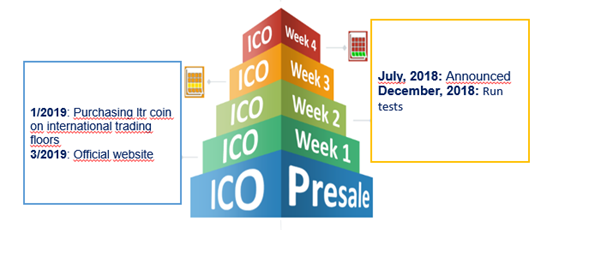 1/2019: Purchasing ltr coin
on international trading
floors
3/2019: Official website
ICO Week 4
ICO Week 3
ICO Week 2
ICO Week 1
ICO Presale
July, 2018: Announced
December, 2018: Run
tests